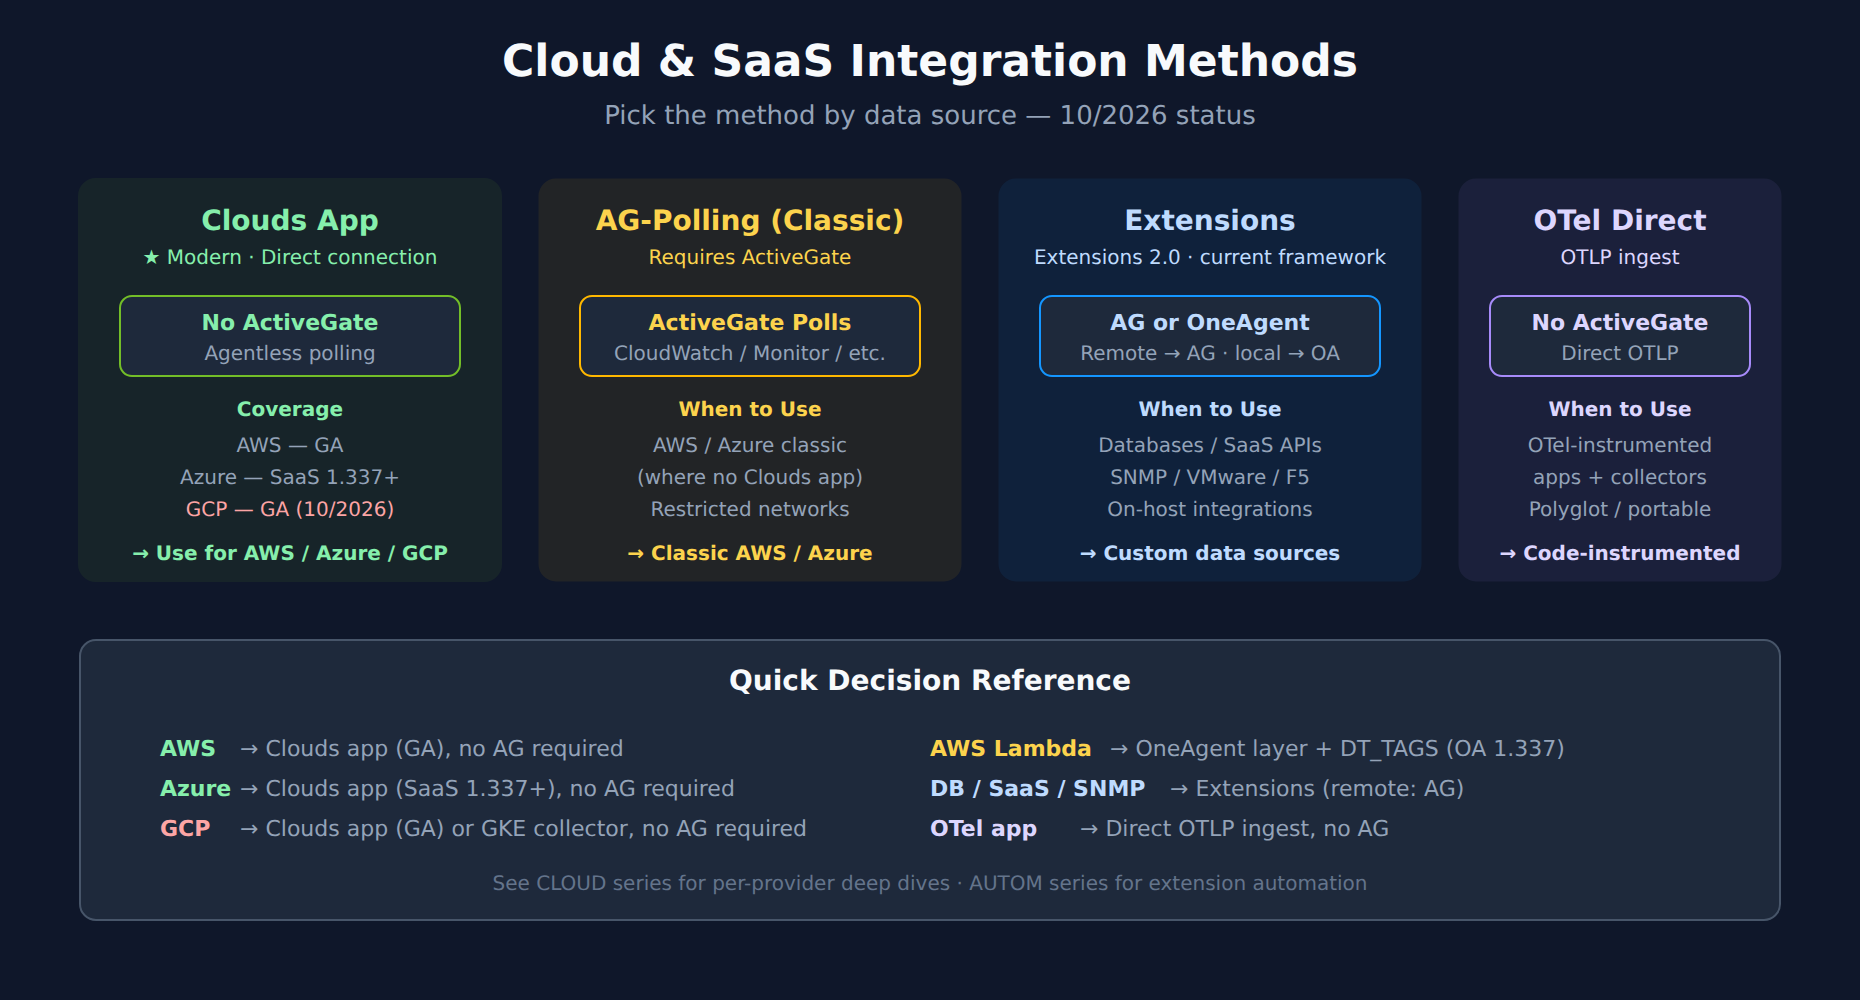 Cloud & SaaS Integration Methods
Pick the method by data source — 10/2026 status
Clouds App
★ Modern · Direct connection
No ActiveGate
Agentless polling
Coverage
AWS — GA
Azure — SaaS 1.337+
GCP — GA (10/2026)
→ Use for AWS / Azure / GCP
AG-Polling (Classic)
Requires ActiveGate
ActiveGate Polls
CloudWatch / Monitor / etc.
When to Use
AWS / Azure classic
(where no Clouds app)
Restricted networks
→ Classic AWS / Azure
Extensions
Extensions 2.0 · current framework
AG or OneAgent
Remote → AG · local → OA
When to Use
Databases / SaaS APIs
SNMP / VMware / F5
On-host integrations
→ Custom data sources
OTel Direct
OTLP ingest
No ActiveGate
Direct OTLP
When to Use
OTel-instrumented
apps + collectors
Polyglot / portable
→ Code-instrumented
Quick Decision Reference
AWS → Clouds app (GA), no AG required
Azure → Clouds app (SaaS 1.337+), no AG required
GCP → Clouds app (GA) or GKE collector, no AG required
AWS Lambda → OneAgent layer + DT_TAGS (OA 1.337)
DB / SaaS / SNMP → Extensions (remote: AG)
OTel app → Direct OTLP ingest, no AG
See CLOUD series for per-provider deep dives · AUTOM series for extension automation